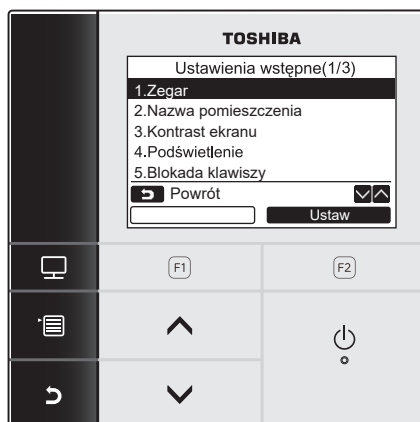 TOSHIBA
Ustawienia wstępne(1/3)
1.Zegar
2.Nazwa pomieszczenia
3.Kontrast ekranu
4.Podświetlenie
5.Blokada klawiszy
Powrót
Ustaw
F1 F2